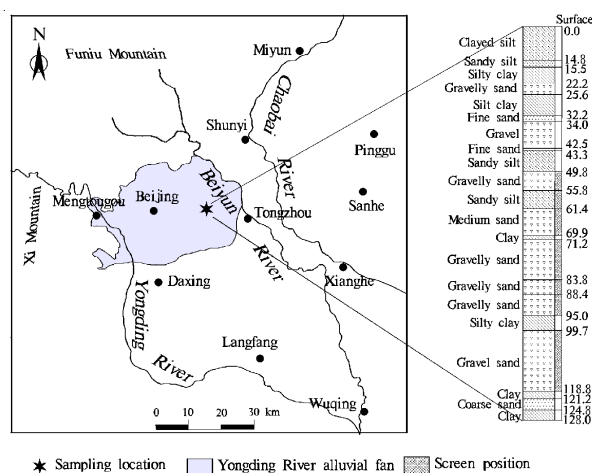 N
Funiu Mountain
Miyun
Chaobai
River
Shunyi
Pinggu
Beiyun
River
Mengtougou
Beijing
Tongzhou
Sanhe
Xi Mountain
Daxing
Xianghe
Yongding
River
Langfang
Wuqing
0 10 20 30 km
Surface
0.0
Clayed silt
14.8
Sandy silt
15.5
Silty clay
22.2
Gravelly sand
25.6
Silt clay
32.2
Fine sand
34.0
Gravel
42.5
Fine sand
43.3
Sandy silt
49.8
Gravelly sand
55.8
Sandy silt
61.4
Medium sand
69.9
Clay
71.2
Gravelly sand
83.8
Gravelly sand
88.4
Gravelly sand
95.0
Silty clay
99.7
Gravel sand
118.8
Clay
121.2
Coarse sand
124.8
Clay
128.0
Sampling location
Yongding River alluvial fan
Screen position